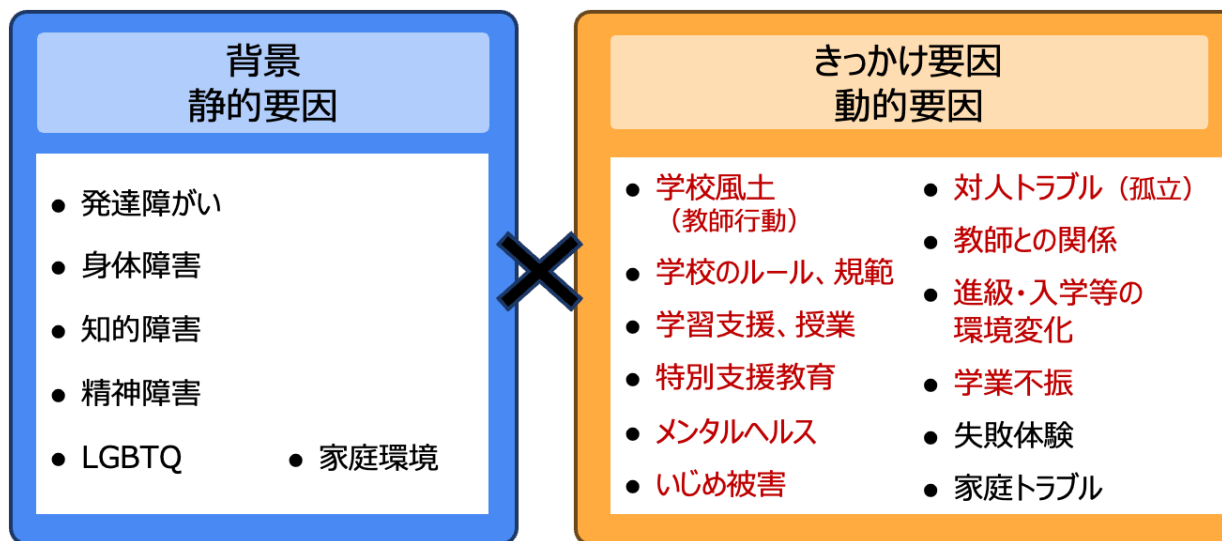 背景
静的要因
● 発達障がい
● 身体障害
● 知的障害
● 精神障害
● LGBTQ
● 家庭環境
きっかけ要因
動的要因
● 学校風土
（教師行動）
● 学校のルール、規範
● 学習支援、授業
● 特別支援教育
● メンタルヘルス
● いじめ被害
● 対人トラブル（孤立）
● 教師との関係
● 進級・入学等の
環境変化
● 学業不振
● 失敗体験
● 家庭トラブル